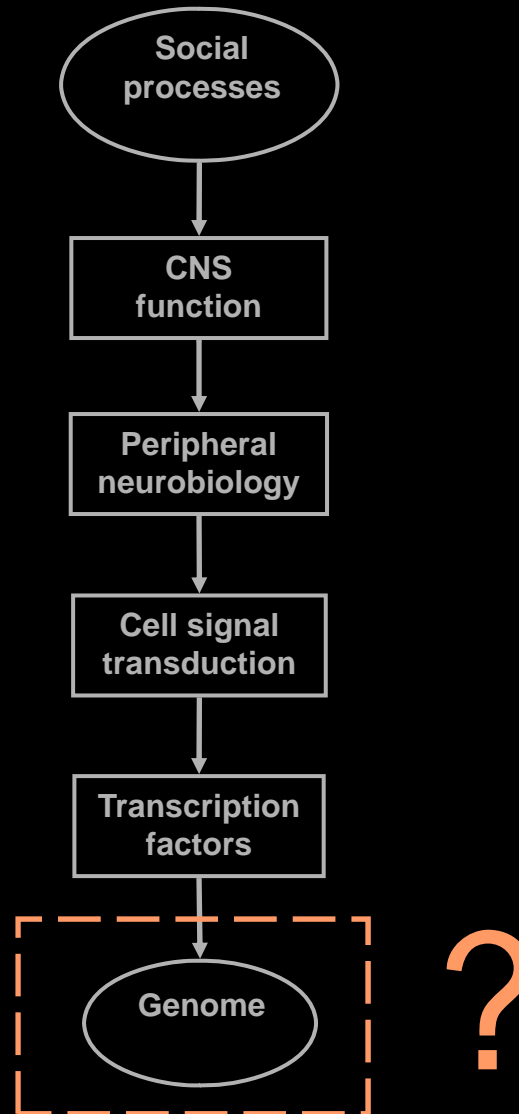 Social
processes
CNS
function
Peripheral
neurobiology
Cell signal
transduction
Transcription
factors
Genome
?